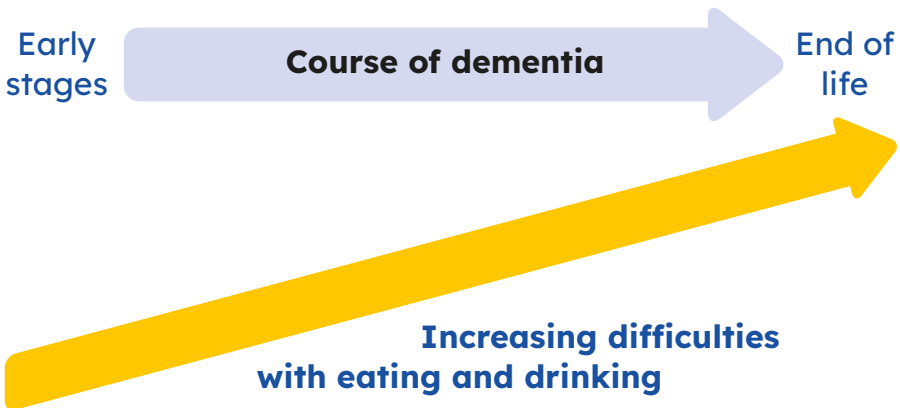 Early
stages
Course of dementia
End of
life
Increasing difficulties
with eating and drinking